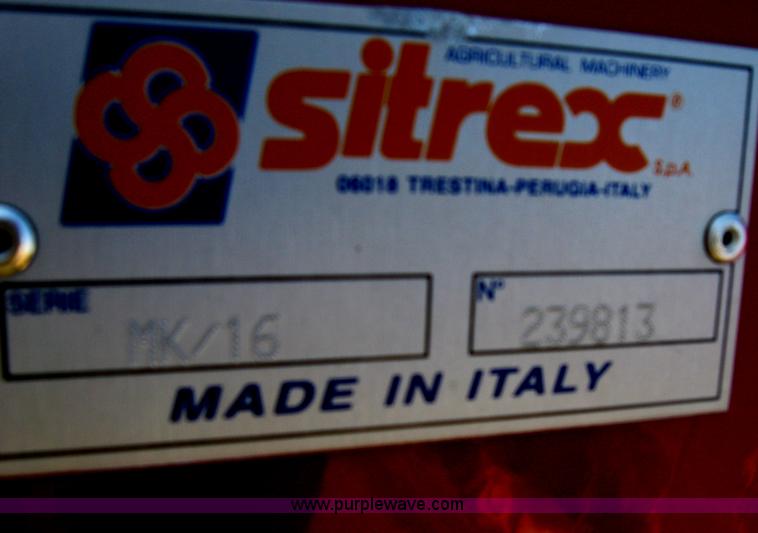 AGRICULTURAL MACHINERY
sitrex®
S.p.A.
06018 TRESTINA-PERUGIA-ITALY
SERIE
MK/16
N°
239813
MADE IN ITALY
www.purplewave.com